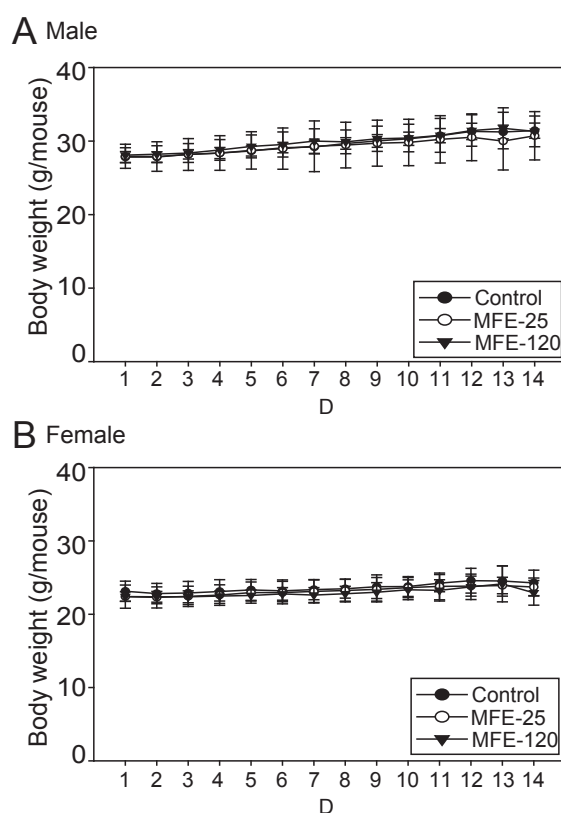 A Male
Body weight (g/mouse)
40
30
20
10
0
Control
MFE-25
MFE-120
1 2 3 4 5 6 7 8 9 10 11 12 13 14
D
B Female
Body weight (g/mouse)
40
30
20
10
0
Control
MFE-25
MFE-120
1 2 3 4 5 6 7 8 9 10 11 12 13 14
D